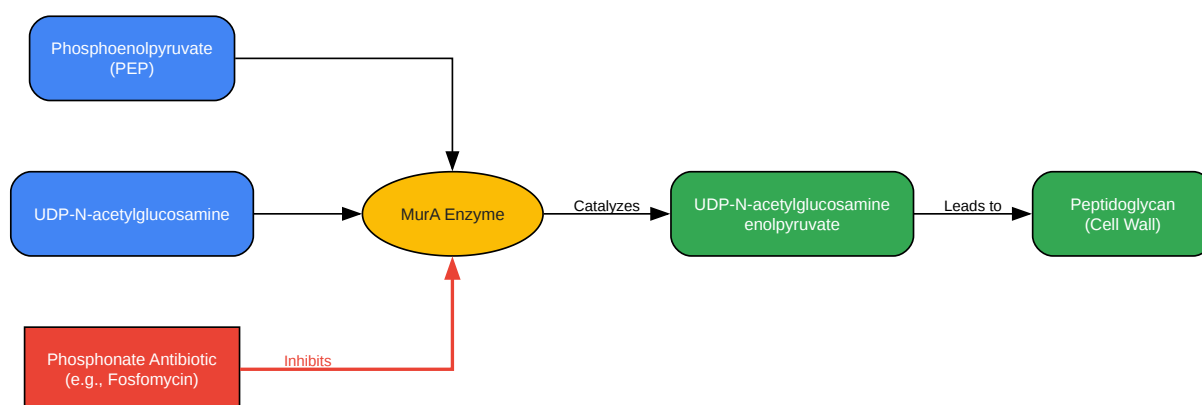 Phosphoenolpyruvate
(PEP)
UDP-N-acetylglucosamine
MurA Enzyme
Catalyzes
UDP-N-acetylglucosamine
enolpyruvate
Leads to
Peptidoglycan
(Cell Wall)
Phosphonate Antibiotic
(e.g., Fosfomycin)
Inhibits